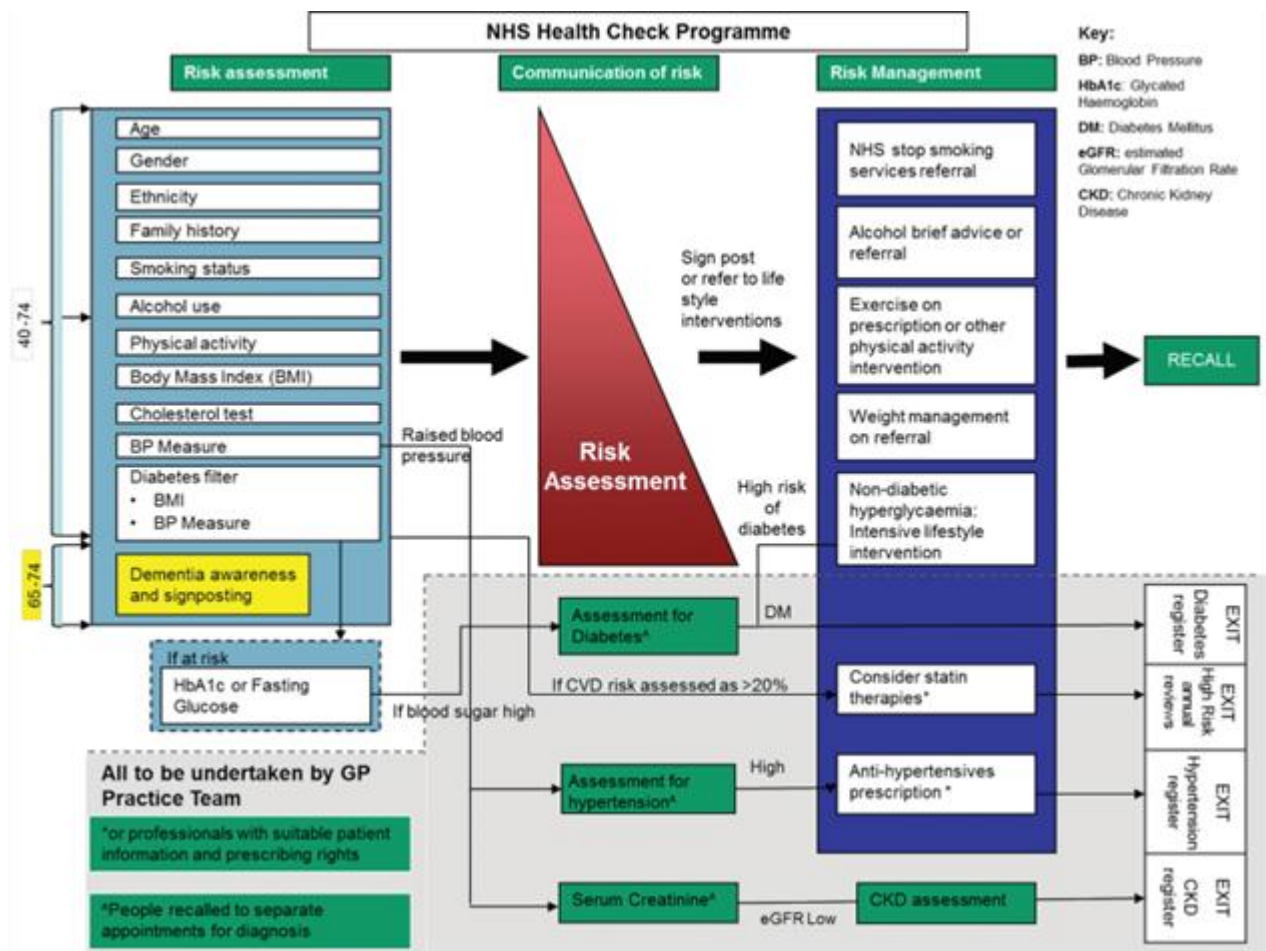 NHS Health Check Programme
Risk assessment
Communication of risk
Risk Management
Key:
BP: Blood Pressure
HbA1c: Glycated
Haemoglobin
DM: Diabetes Mellitus
eGFR: estimated
Glomerular Filtration Rate
CKD: Chronic Kidney
Disease
40-74
65-74
Age
Gender
Ethnicity
Family history
Smoking status
Alcohol use
Physical activity
Body Mass Index (BMI)
Cholesterol test
BP Measure
Diabetes filter
• BMI
• BP Measure
Dementia awareness
and signposting
If at risk
HbA1c or Fasting
Glucose
Raised blood
pressure
If blood sugar high
Risk
Assessment
Sign post
or refer to life
style
interventions
High risk
of
diabetes
NHS stop smoking
services referral
Alcohol brief advice or
referral
Exercise on
prescription or other
physical activity
intervention
Weight management
on referral
Non-diabetic
hyperglycaemia:
Intensive lifestyle
intervention
RECALL
Assessment for
Diabetes^
DM
If CVD risk assessed as >20%
Consider statin
therapies*
Assessment for
hypertension^
High
Anti-hypertensives
prescription *
Serum Creatinine^
eGFR Low
CKD assessment
EXIT
Diabetes
register
EXIT
High Risk
annual
reviews
EXIT
Hypertension
register
EXIT
CKD
register
All to be undertaken by GP
Practice Team
*or professionals with suitable patient
information and prescribing rights
^People recalled to separate
appointments for diagnosis